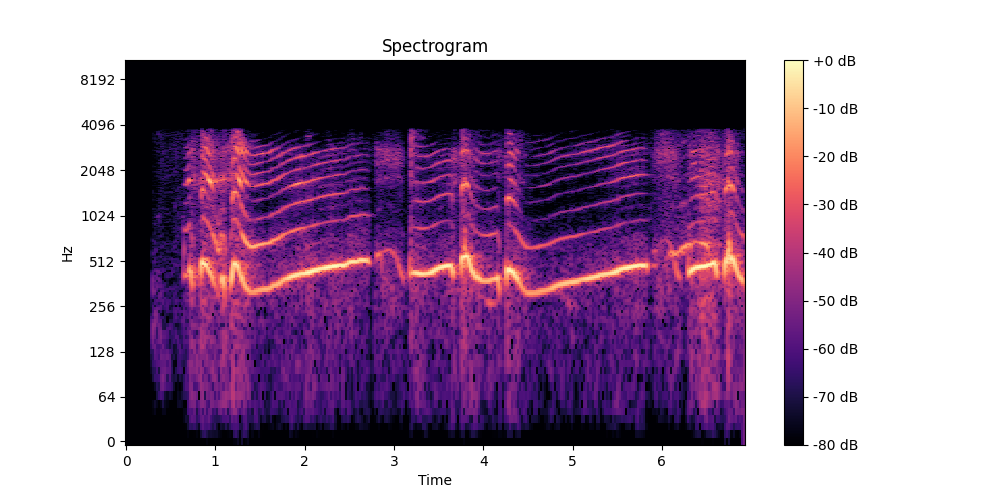 Spectrogram
8192
4096
2048
1024
512
256
128
64
0
Hz
0 1 2 3 4 5 6
Time
+0 dB
-10 dB
-20 dB
-30 dB
-40 dB
-50 dB
-60 dB
-70 dB
-80 dB